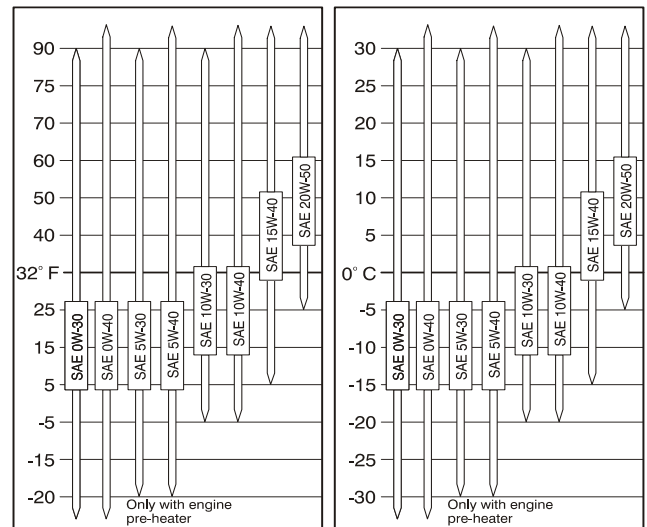 90
75
70
60
50
40
32° F
25
15
5
-5
-15
-20
SAE 0W-30
SAE 0W-40
SAE 5W-30
SAE 5W-40
SAE 10W-30
SAE 10W-40
SAE 15W-40
SAE 20W-50
Only with engine
pre-heater
30
25
20
15
10
5
0° C
-5
-10
-15
-20
-25
-30
SAE 0W-30
SAE 0W-40
SAE 5W-30
SAE 5W-40
SAE 10W-30
SAE 10W-40
SAE 15W-40
SAE 20W-50
Only with engine
pre-heater